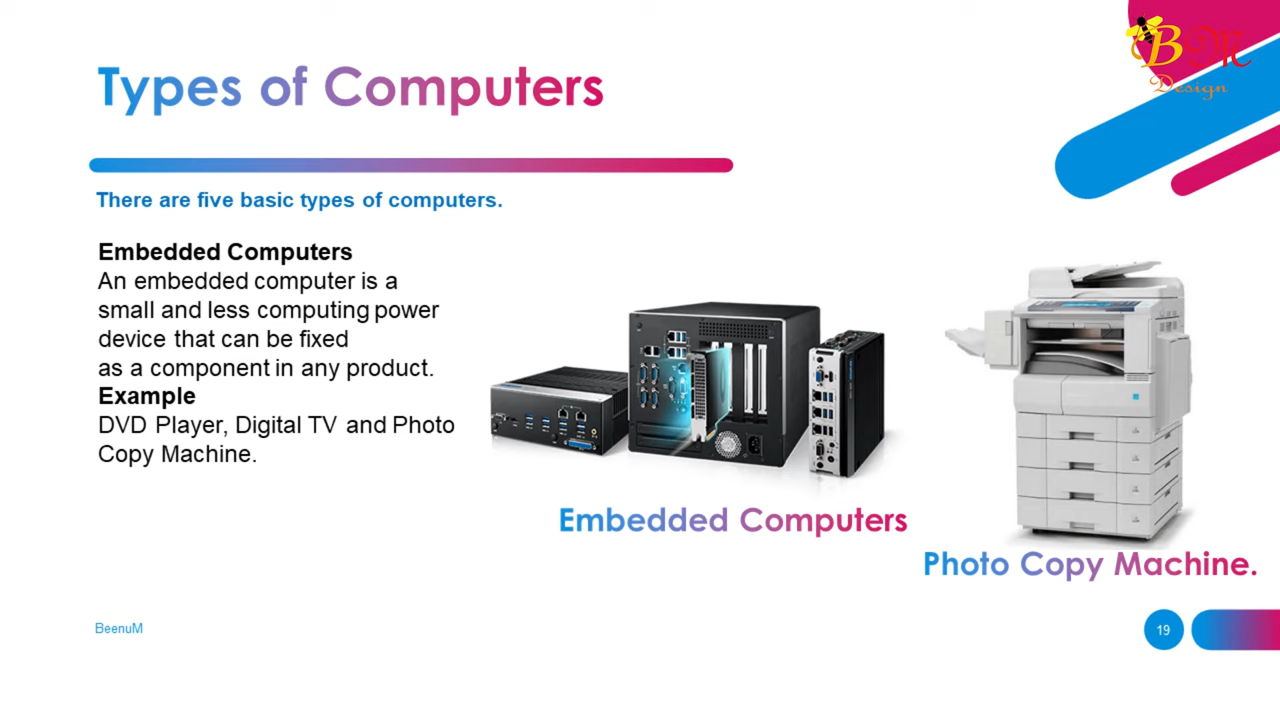 BM
Design
Types of Computers
There are five basic types of computers.
Embedded Computers
An embedded computer is a
small and less computing power
device that can be fixed
as a component in any product.
Example
DVD Player, Digital TV and Photo
Copy Machine.
Embedded Computers
Photo Copy Machine.
BeenuM
19